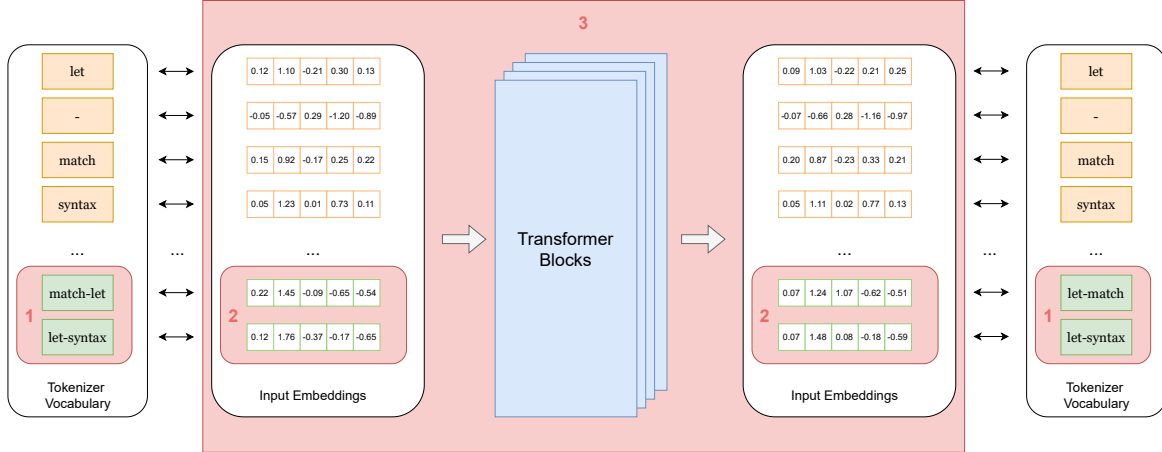 3
let
0.12 1.10 -0.21 0.30 0.13
0.09 1.03 -0.22 0.21 0.25
let
-
-0.05 -0.57 0.29 -1.20 -0.89
-0.07 -0.66 0.28 -1.16 -0.97
-
match
0.15 0.92 -0.17 0.25 0.22
0.20 0.87 -0.23 0.33 0.21
match
syntax
0.05 1.23 0.01 0.73 0.11
0.05 1.11 0.02 0.77 0.13
syntax
Transformer
Blocks
... ... ... ... ... ...
1
match-let
let-syntax
2
0.22 1.45 -0.09 -0.65 -0.54
0.12 1.76 -0.37 -0.17 -0.65
2
0.07 1.24 1.07 -0.62 -0.51
0.07 1.48 0.08 -0.18 -0.59
1
let-match
let-syntax
Tokenizer
Vocabulary
Input Embeddings
Input Embeddings
Tokenizer
Vocabulary